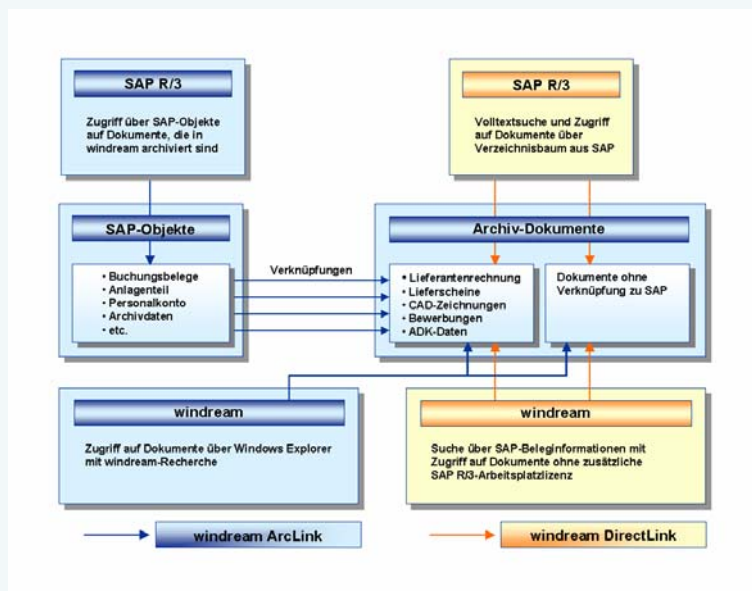 SAP R/3
Zugriff über SAP-Objekte
auf Dokumente, die in
windream archiviert sind
SAP R/3
Volltextsuche und Zugriff
auf Dokumente über
Verzeichnisbaum aus SAP
SAP-Objekte
• Buchungsbelege
• Anlagenteil
• Personalkonto
• Archivdaten
• etc.
Verknüpfungen
Archiv-Dokumente
• Lieferantenrechnung
• Lieferscheine
• CAD-Zeichnungen
• Bewerbungen
• ADK-Daten
Dokumente ohne
Verknüpfung zu SAP
windream
Zugriff auf Dokumente über Windows Explorer
mit windream-Recherche
windream
Suche über SAP-Beleginformationen mit
Zugriff auf Dokumente ohne zusätzliche
SAP R/3-Arbeitsplatzlizenz
windream ArcLink
windream DirectLink